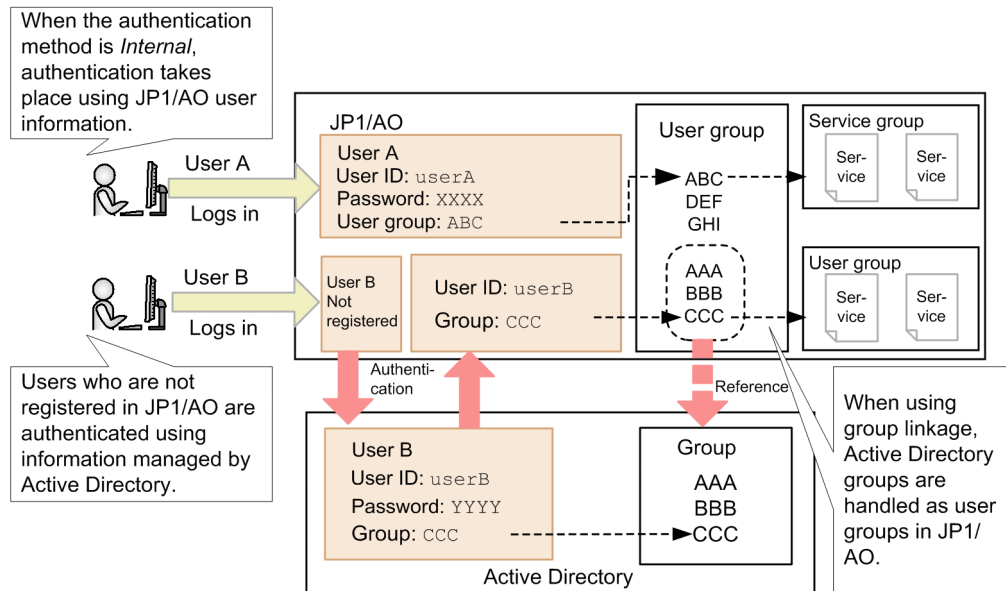 When the authentication
method is Internal,
authentication takes
place using JP1/AO user
information.
User A
Logs in
User B
Logs in
Users who are not
registered in JP1/AO are
authenticated using
information managed by
Active Directory.
JP1/AO
User A
User ID: userA
Password: XXXX
User group: ABC
User B
Not
registered
User ID: userB
Group: CCC
User group
ABC
DEF
GHI
AAA
BBB
CCC
Service group
Ser-
vice
Ser-
vice
User group
Ser-
vice
Ser-
vice
Authenti-
cation
Reference
User B
User ID: userB
Password: YYYY
Group: CCC
Group
AAA
BBB
CCC
Active Directory
When using
group linkage,
Active Directory
groups are
handled as user
groups in JP1/
AO.